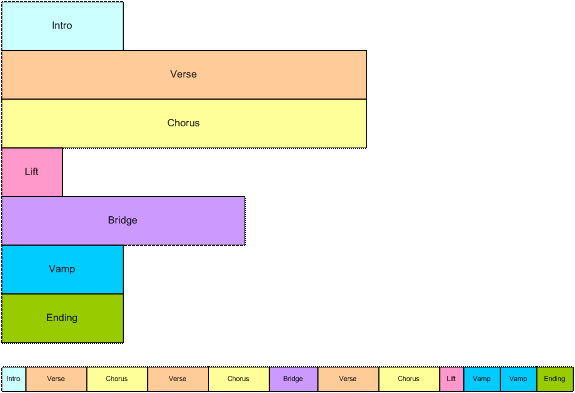 Intro
Verse
Chorus
Lift
Bridge
Vamp
Ending
Intro Verse Chorus Verse Chorus Bridge Verse Chorus Lift Vamp Vamp Ending